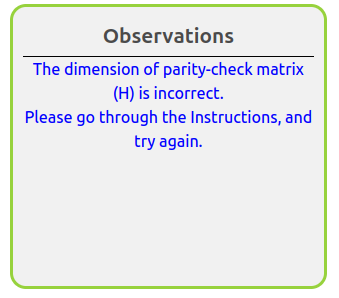 Observations
The dimension of parity-check matrix
(H) is incorrect.
Please go through the Instructions, and
try again.